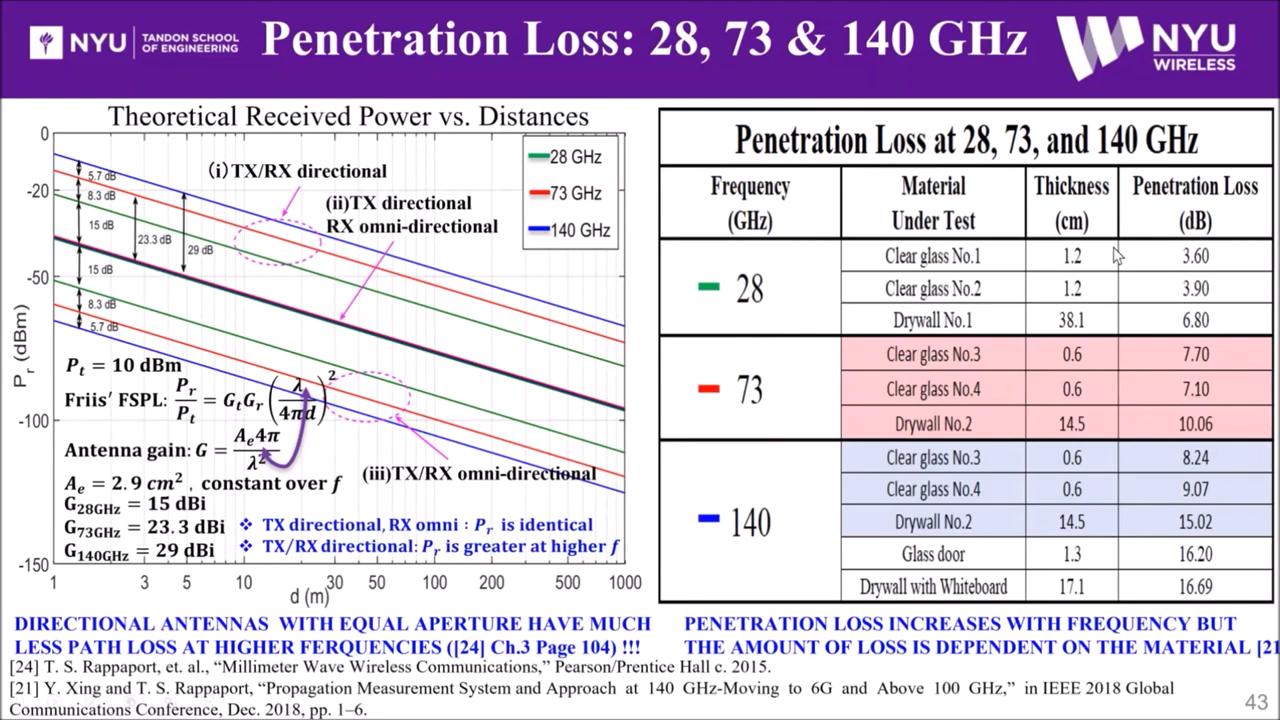 NYU TANDON SCHOOL
OF ENGINEERING
Penetration Loss: 28, 73 & 140 GHz
NYU
WIRELESS
Theoretical Received Power vs. Distances
0
-20
-50
-100
-150
P_r (dBm)
28 GHz
73 GHz
140 GHz
(i)TX/RX directional
(ii)TX directional
RX omni-directional
5.7 dB
8.3 dB
15 dB
23.3 dB
29 dB
15 dB
8.3 dB
5.7 dB
P_t = 10 dBm
Friis' FSPL: P_r/P_t = G_tG_r(λ/4πd)^2
Antenna gain: G = A_e4π/λ^2
(iii)TX/RX omni-directional
A_e = 2.9 cm^2 , constant over f
G_28GHz = 15 dBi
G_73GHz = 23.3 dBi
G_140GHz = 29 dBi
❖ TX directional, RX omni : P_r is identical
❖ TX/RX directional: P_r is greater at higher f
1 3 5 10 30 50 100 200 500 1000
d (m)
Penetration Loss at 28, 73, and 140 GHz
Frequency (GHz) Material Under Test Thickness (cm) Penetration Loss (dB)
28
Clear glass No.1 1.2 3.60
Clear glass No.2 1.2 3.90
Drywall No.1 38.1 6.80
73
Clear glass No.3 0.6 7.70
Clear glass No.4 0.6 7.10
Drywall No.2 14.5 10.06
140
Clear glass No.3 0.6 8.24
Clear glass No.4 0.6 9.07
Drywall No.2 14.5 15.02
Glass door 1.3 16.20
Drywall with Whiteboard 17.1 16.69
DIRECTIONAL ANTENNAS WITH EQUAL APERTURE HAVE MUCH
LESS PATH LOSS AT HIGHER FERQUENCIES ([24] Ch.3 Page 104) !!!
PENETRATION LOSS INCREASES WITH FREQUENCY BUT
THE AMOUNT OF LOSS IS DEPENDENT ON THE MATERIAL [21
[24] T. S. Rappaport, et. al., "Millimeter Wave Wireless Communications," Pearson/Prentice Hall c. 2015.
[21] Y. Xing and T. S. Rappaport, "Propagation Measurement System and Approach at 140 GHz-Moving to 6G and Above 100 GHz," in IEEE 2018 Global
Communications Conference, Dec. 2018, pp. 1–6.
43